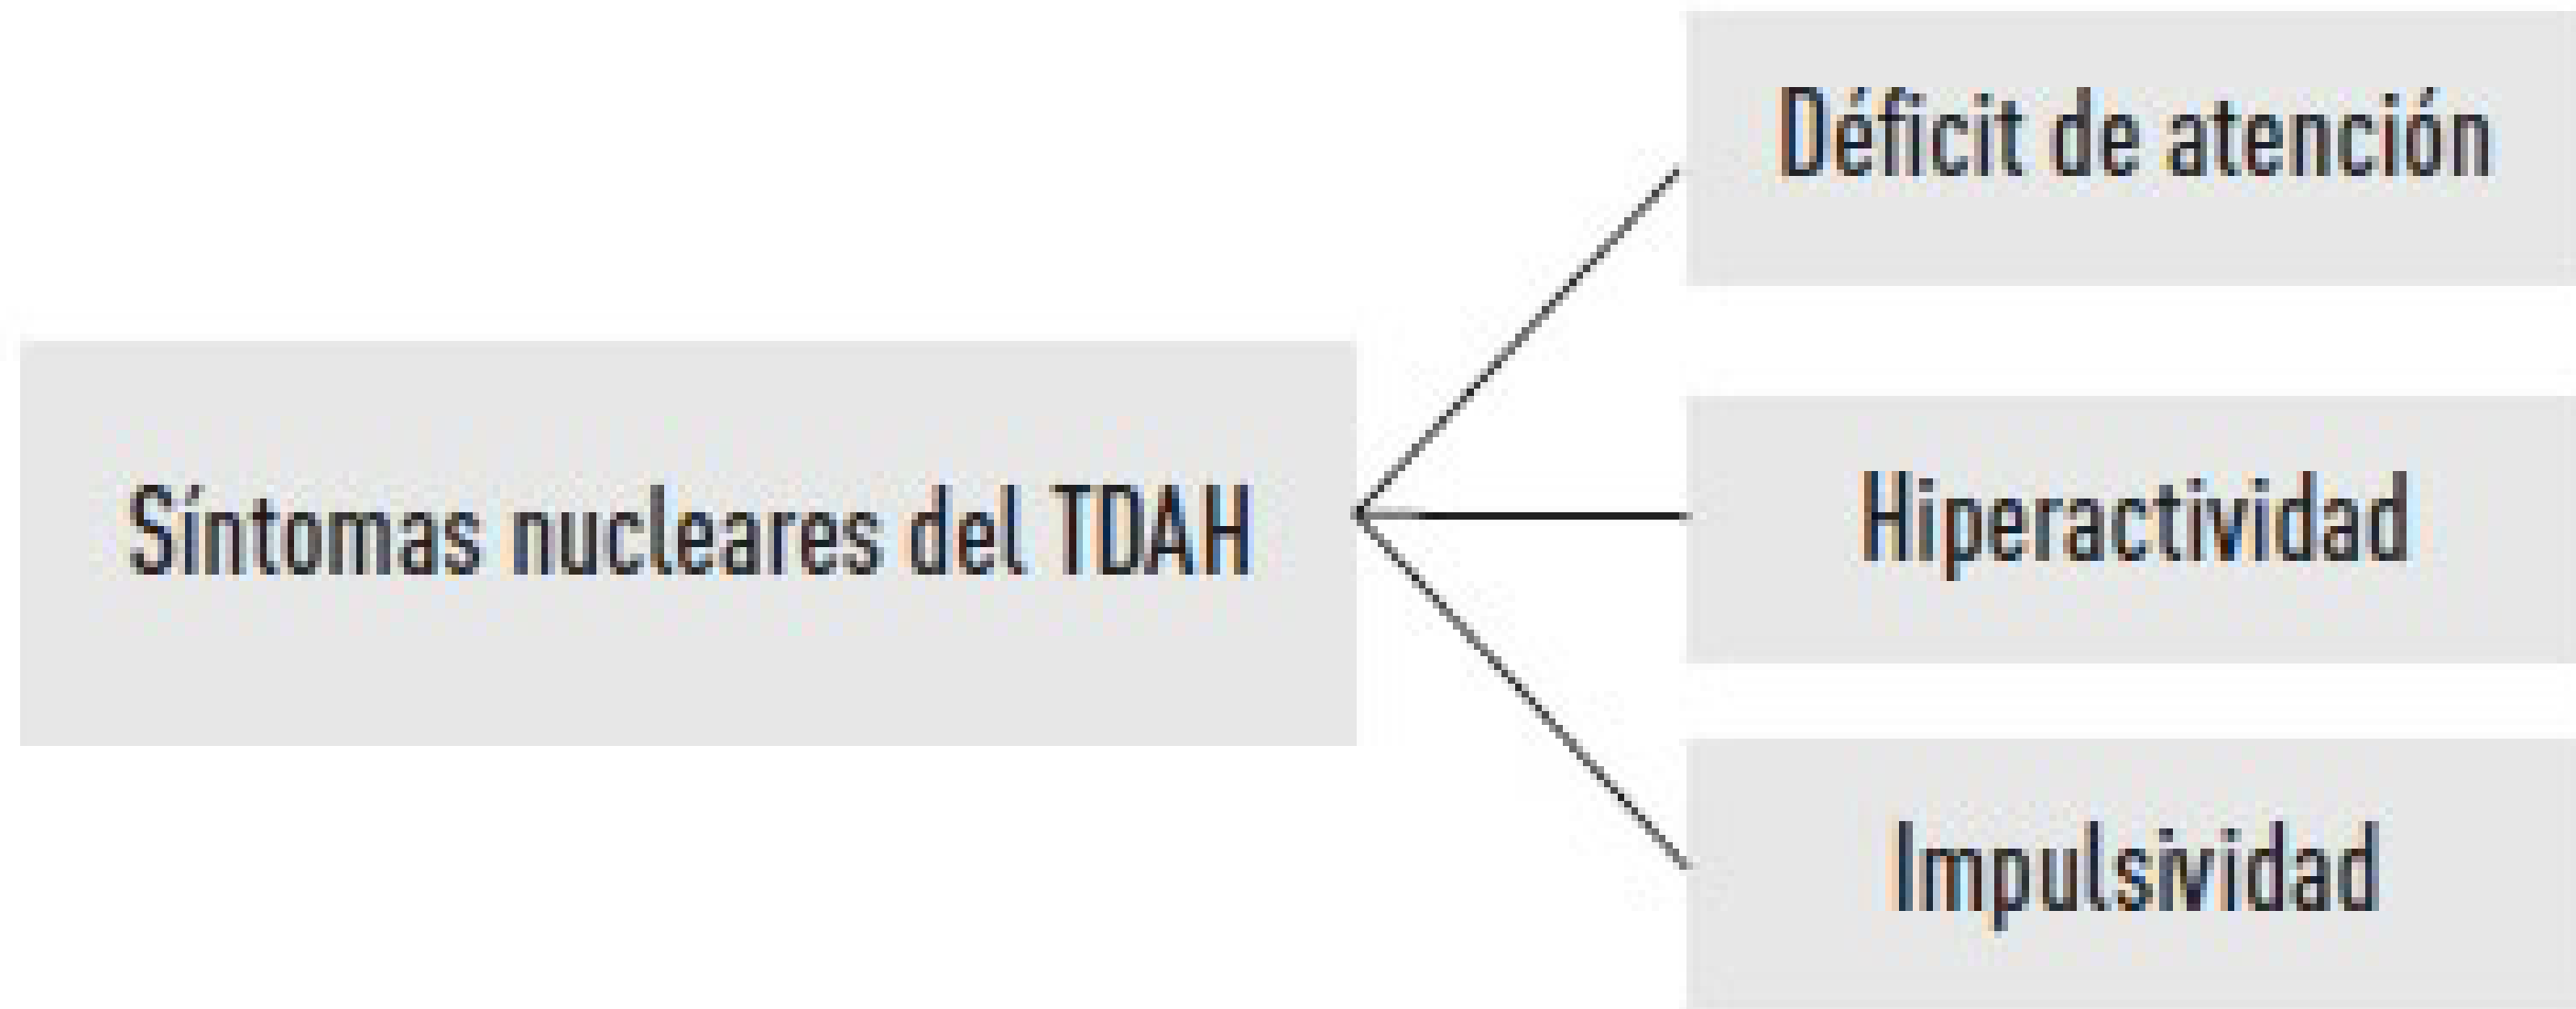 Síntomas nucleares del TDAH
Déficit de atención
Hiperactividad
Impulsividad